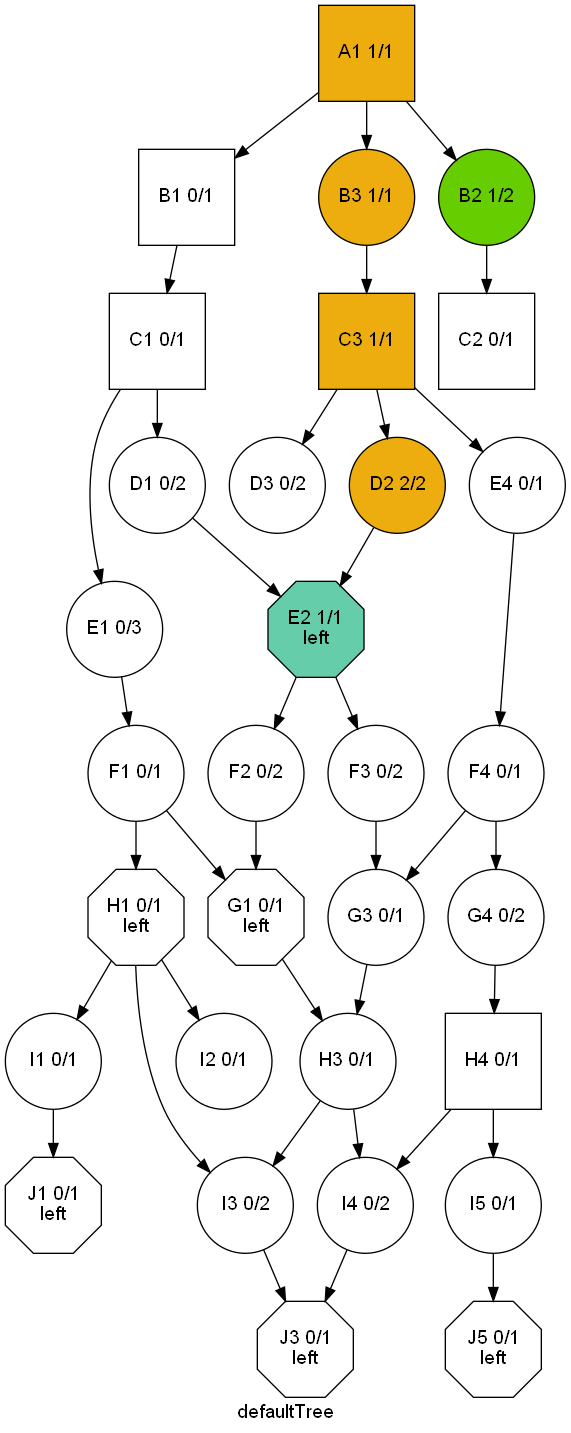 A1 1/1
B1 0/1
B3 1/1
B2 1/2
C1 0/1
C3 1/1
C2 0/1
D1 0/2
D3 0/2
D2 2/2
E4 0/1
E1 0/3
E2 1/1
left
F1 0/1
F2 0/2
F3 0/2
F4 0/1
H1 0/1
left
G1 0/1
left
G3 0/1
G4 0/2
I1 0/1
I2 0/1
H3 0/1
H4 0/1
J1 0/1
left
I3 0/2
I4 0/2
I5 0/1
J3 0/1
left
J5 0/1
left
defaultTree